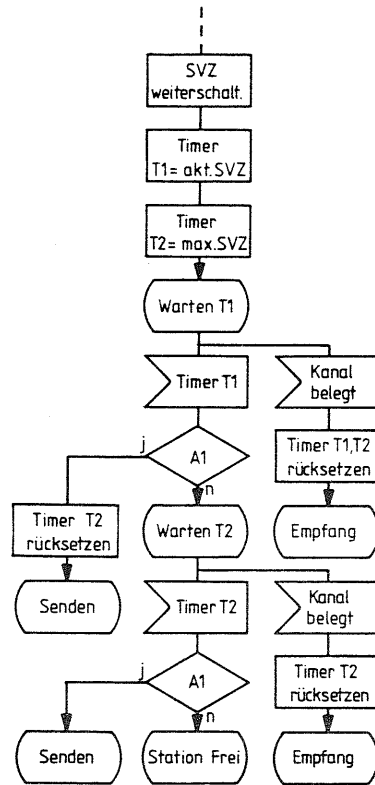 SVZ
weiterschalt.
Timer
T1= akt.SVZ
Timer
T2= max.SVZ
Warten T1
Timer T1
Kanal
belegt
j
A1
n
Timer T1,T2
rücksetzen
Timer T2
rücksetzen
Warten T2
Empfang
Senden
Timer T2
Kanal
belegt
j
A1
n
Timer T2
rücksetzen
Senden
Station Frei
Empfang